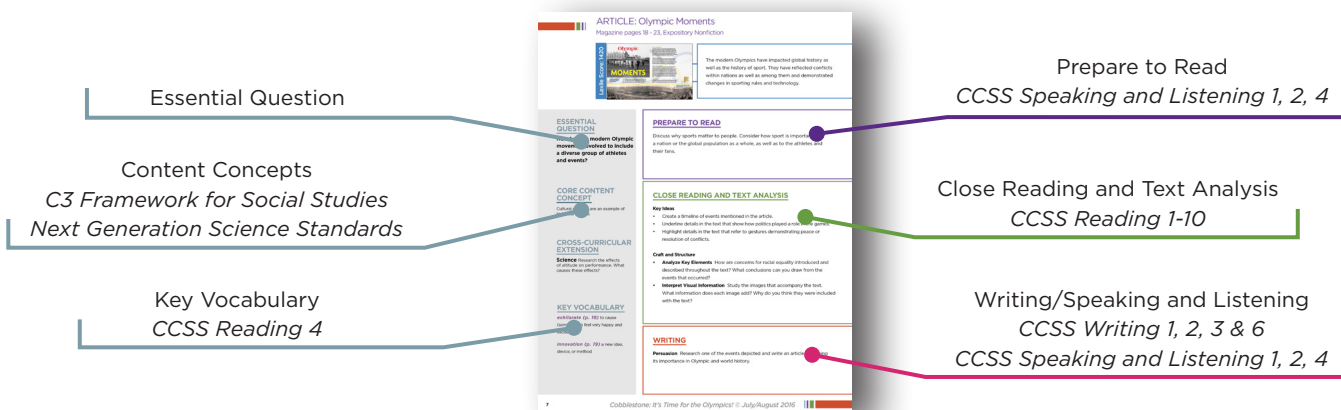 Essential Question
Content Concepts
C3 Framework for Social Studies
Next Generation Science Standards
Key Vocabulary
CCSS Reading 4
ARTICLE: Olympic Moments
Magazine pages 18 - 23, Expository Nonfiction
Lexile Score: 1420
Olympic
MOMENTS
The modern Olympics have impacted global history as
well as the history of sport. They have reflected conflicts
within nations as well as among them and demonstrated
changes in sporting rules and technology.
ESSENTIAL
QUESTION
modern Olympic
to include
a diverse group of athletes
and events?
CORE CONTENT
CONCEPT
Cultural are an example of
CROSS-CURRICULAR
EXTENSION
Science Research the effects
of attitude on performance. What
causes these effects?
KEY VOCABULARY
exhilarate (p. 18) to cause
feel very happy and
innovation (p. 19) a new idea,
device, or method
PREPARE TO READ
Discuss why sports matter to people. Consider how sport is
a nation or the global population as a whole, as well as to the athletes and
their fans.
CLOSE READING AND TEXT ANALYSIS
Key Ideas
• Create a timeline of events mentioned in the article.
• Underline details in the text that show how politics played a role games.
• Highlight details in the text that refer to gestures demonstrating peace or
resolution of conflicts.
Craft and Structure
• Analyze Key Elements How are concerns for racial equality introduced and
described throughout the text? What conclusions can you draw from the
events that occurred?
• Interpret Visual Information Study the images that accompany the text.
What information does each image add? Why do you think they were included
with the text?
WRITING
Persuasion Research one of the events depicted and write an article
its importance in Olympic and world history.
7
Cobblestone: It's Time for the Olympics! © July/August 2016
Prepare to Read
CCSS Speaking and Listening 1, 2, 4
Close Reading and Text Analysis
CCSS Reading 1-10
Writing/Speaking and Listening
CCSS Writing 1, 2, 3 & 6
CCSS Speaking and Listening 1, 2, 4